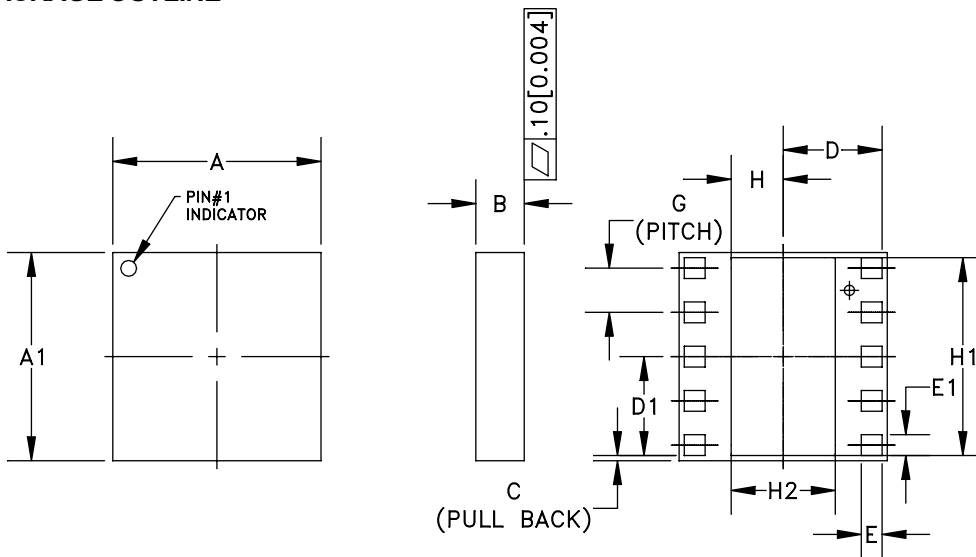 A
PIN#1
INDICATOR
A1
B
.10[0.004]
D
H
G
(PITCH)
D1
H1
E1
C
(PULL BACK)
H2
E